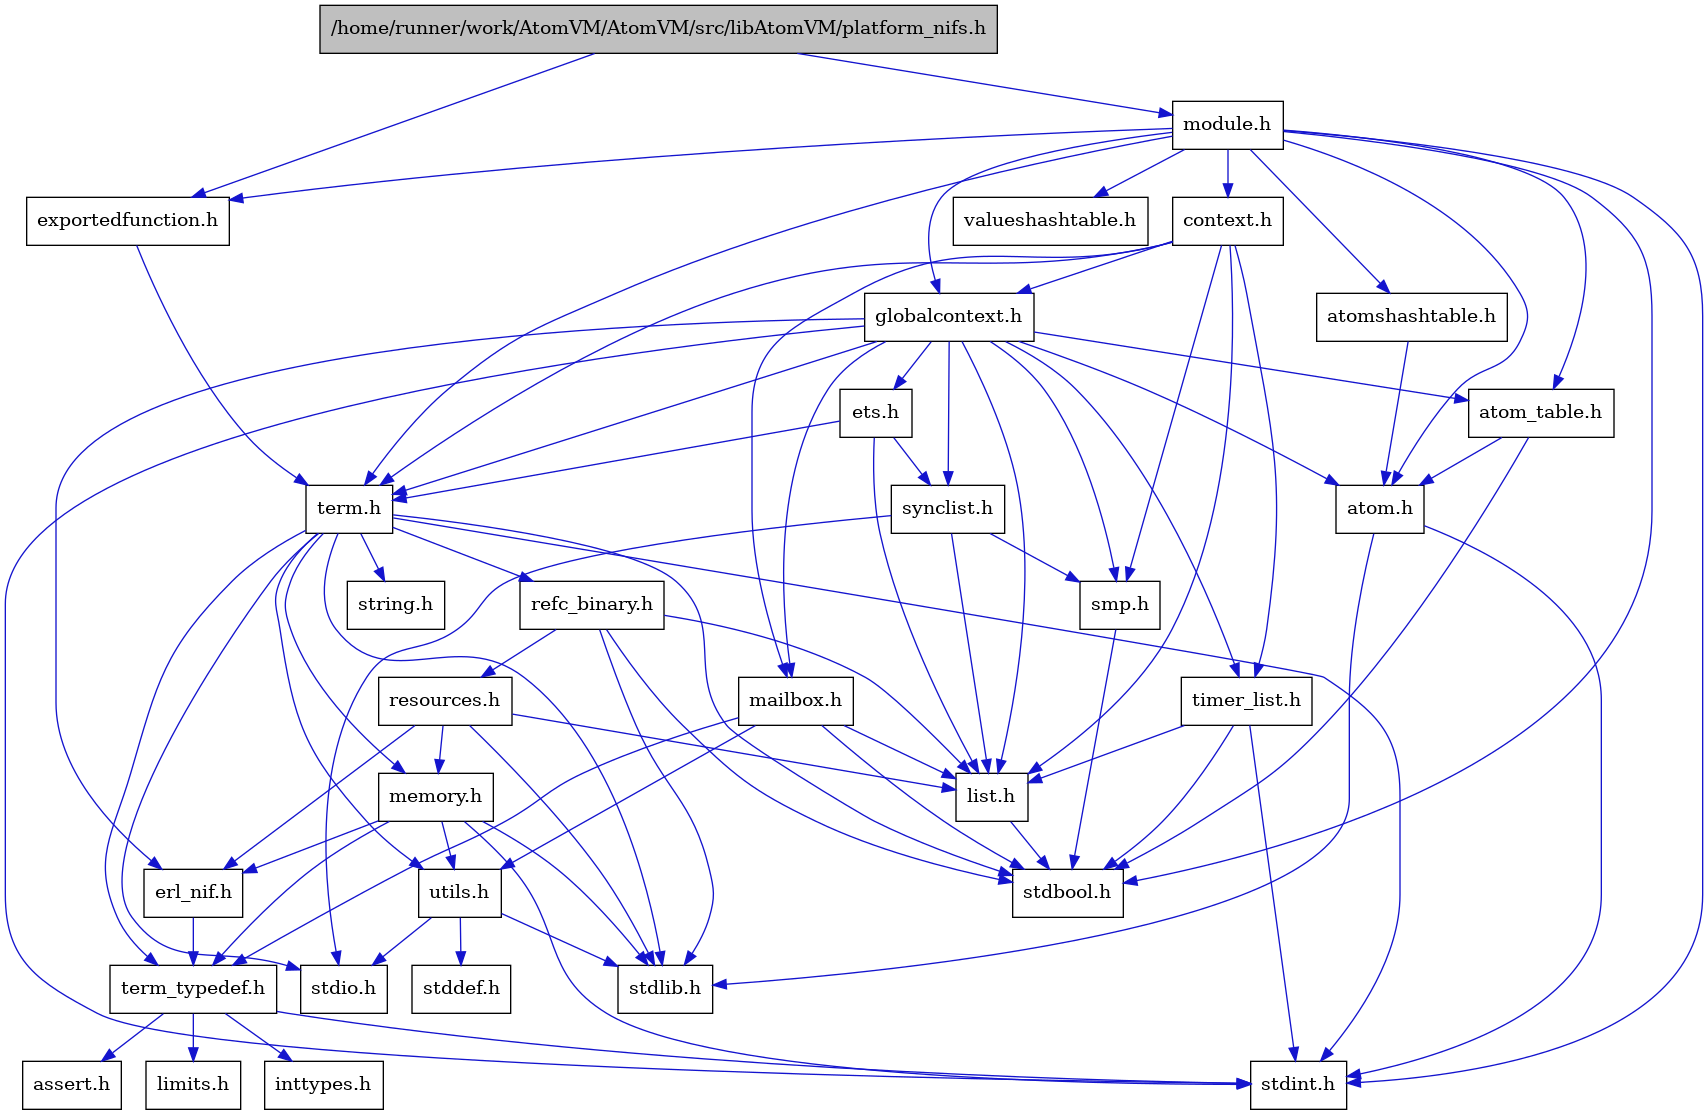 /home/runner/work/AtomVM/AtomVM/src/libAtomVM/platform_nifs.h
module.h
exportedfunction.h
valueshashtable.h
context.h
globalcontext.h
atomshashtable.h
ets.h
atom_table.h
term.h
synclist.h
atom.h
string.h
refc_binary.h
smp.h
resources.h
mailbox.h
timer_list.h
memory.h
list.h
erl_nif.h
utils.h
stdbool.h
term_typedef.h
stdio.h
stddef.h
stdlib.h
assert.h
limits.h
inttypes.h
stdint.h